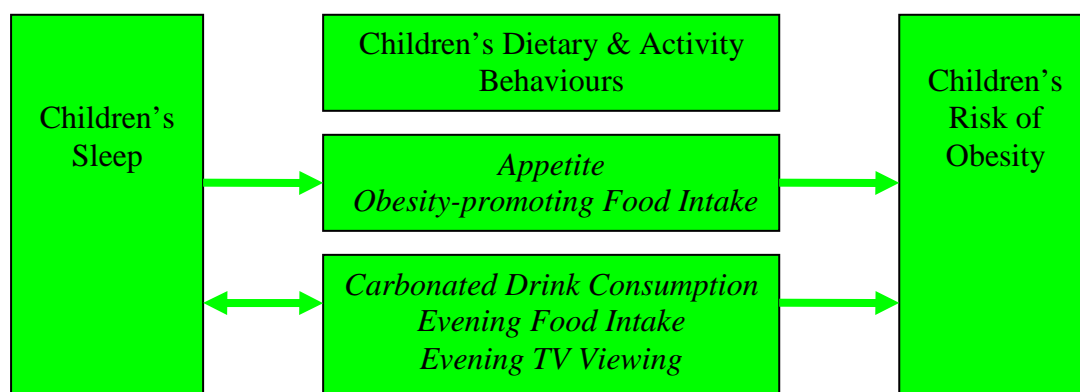 Children’s
Sleep
Children’s Dietary & Activity
Behaviours
Appetite
Obesity-promoting Food Intake
Carbonated Drink Consumption
Evening Food Intake
Evening TV Viewing
Children’s
Risk of
Obesity